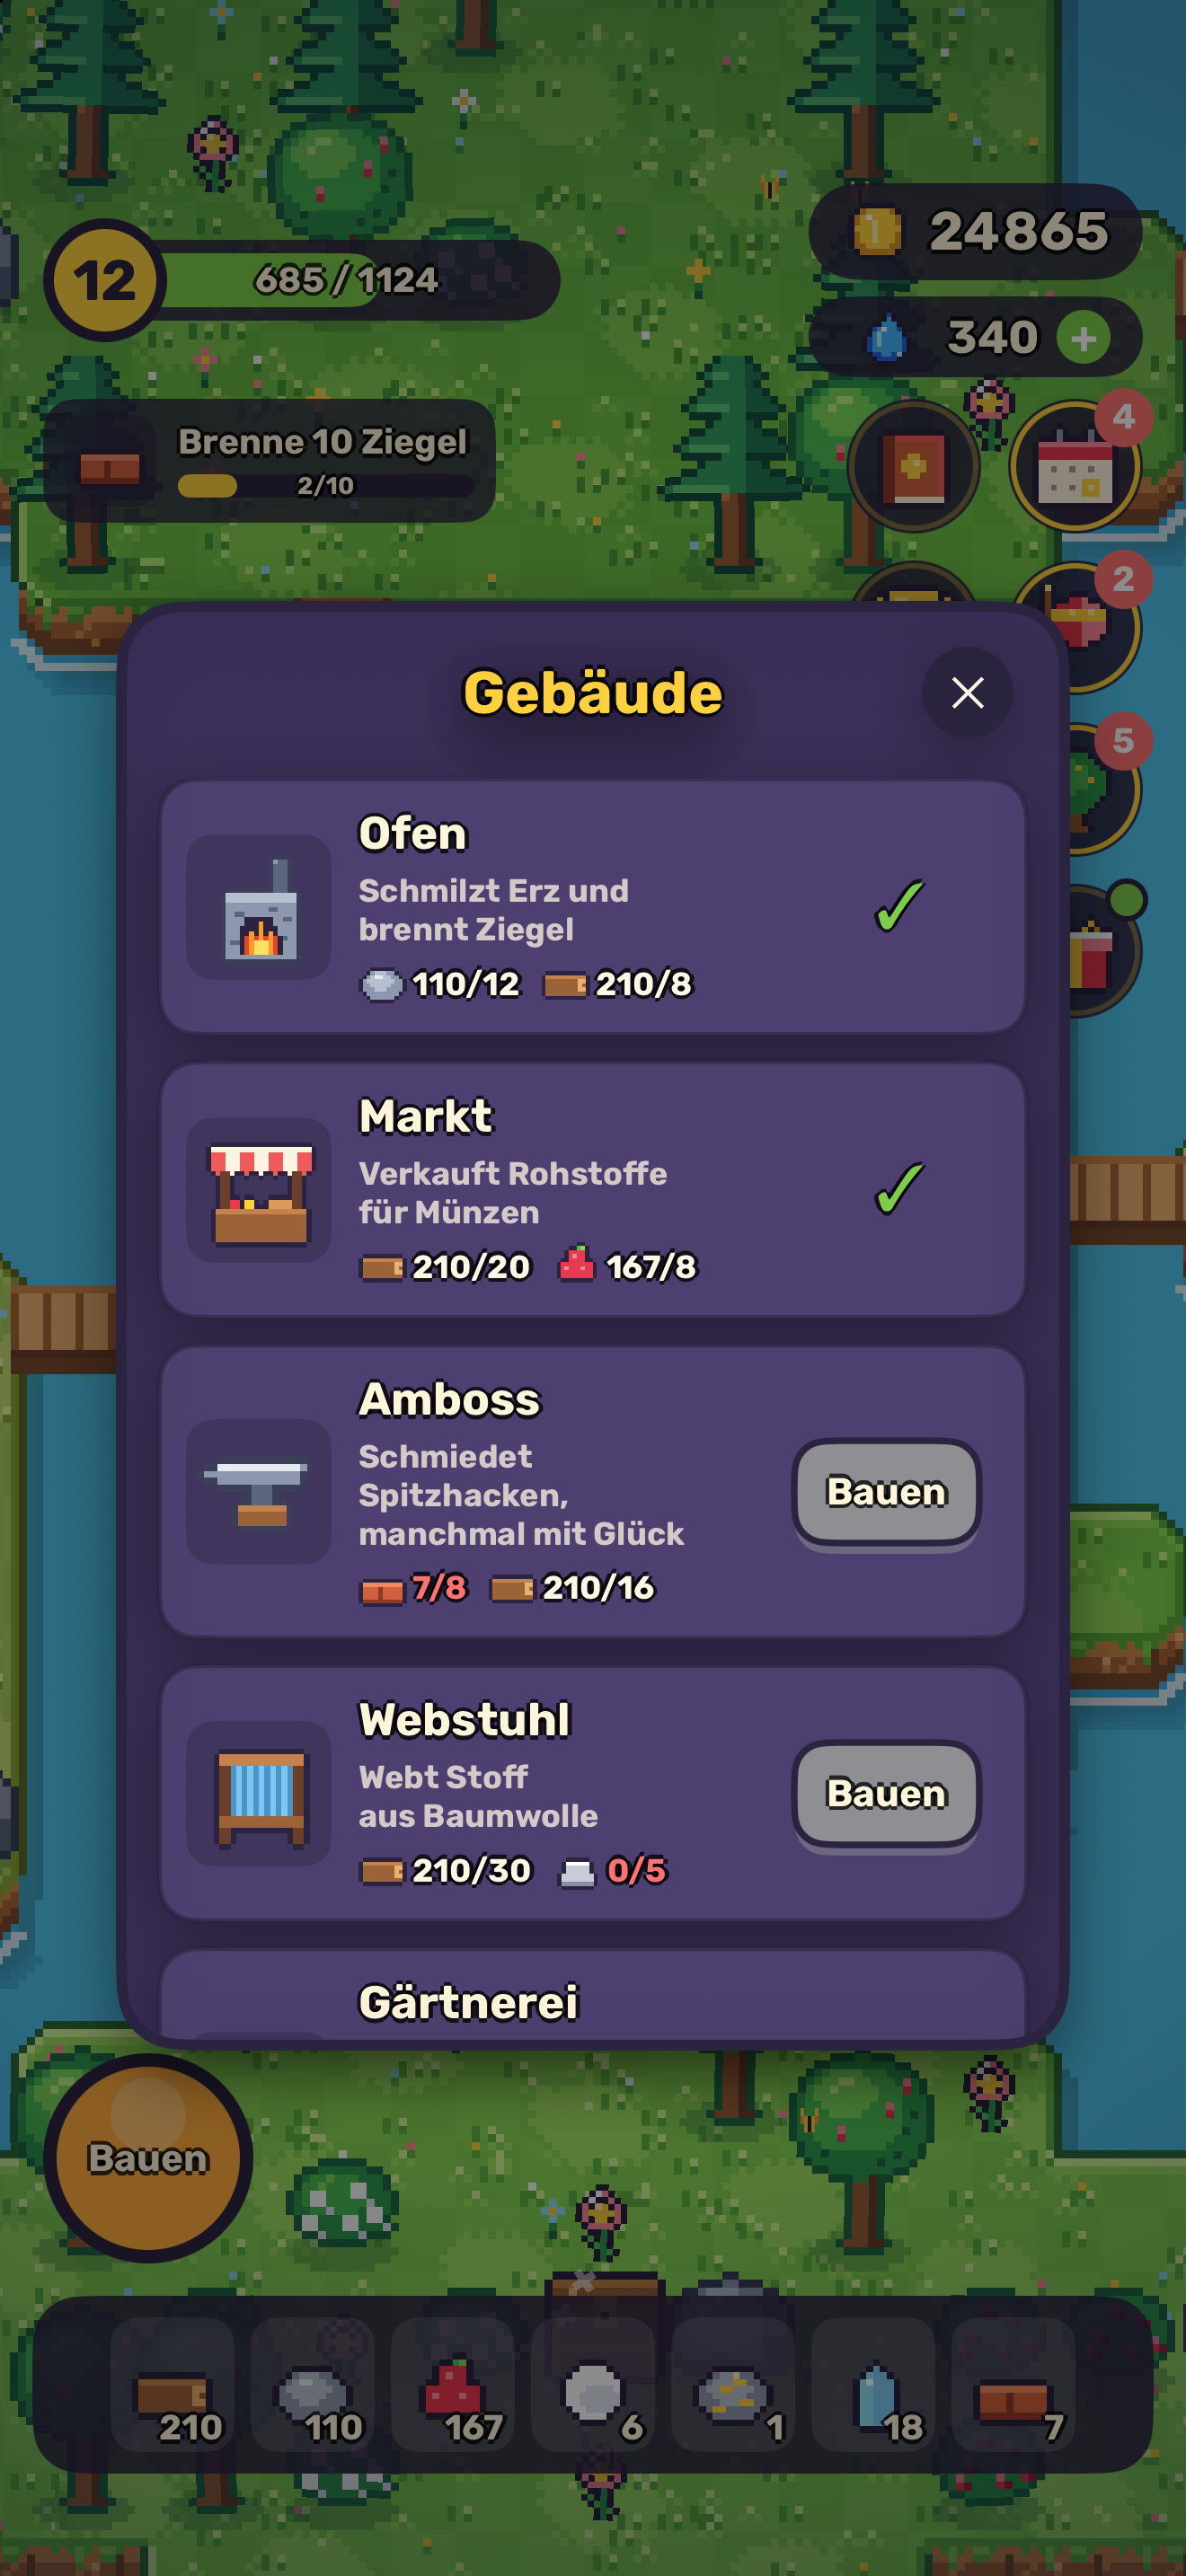 24865
12
685/1124
340
+
4
Brenne 10 Ziegel
2/10
2
Gebäude
5
Ofen
Schmilzt Erz und
brennt Ziegel
110/12 210/8
Markt
Verkauft Rohstoffe
für Münzen
210/20 167/8
Amboss
Schmiedet
Spitzhacken,
manchmal mit Glück
Bauen
7/8 210/16
Webstuhl
Webt Stoff
aus Baumwolle
Bauen
210/30 0/5
Gärtnerei
Bauen
210 110 167 6 1 18 7